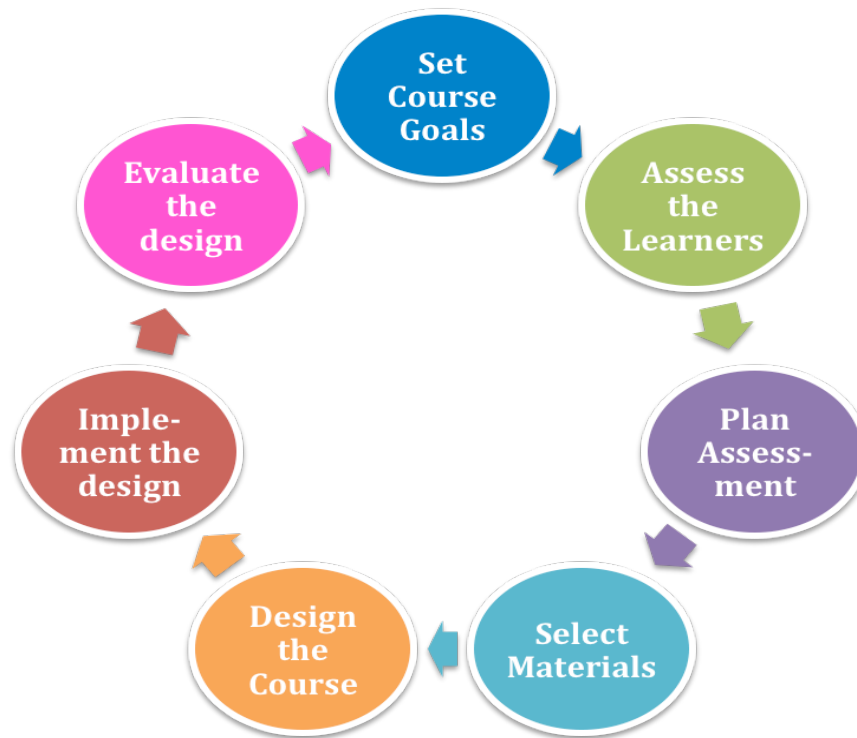 Set
Course
Goals
Assess
the
Learners
Plan
Assess-
ment
Select
Materials
Design
the
Course
Imple-
ment the
design
Evaluate
the
design